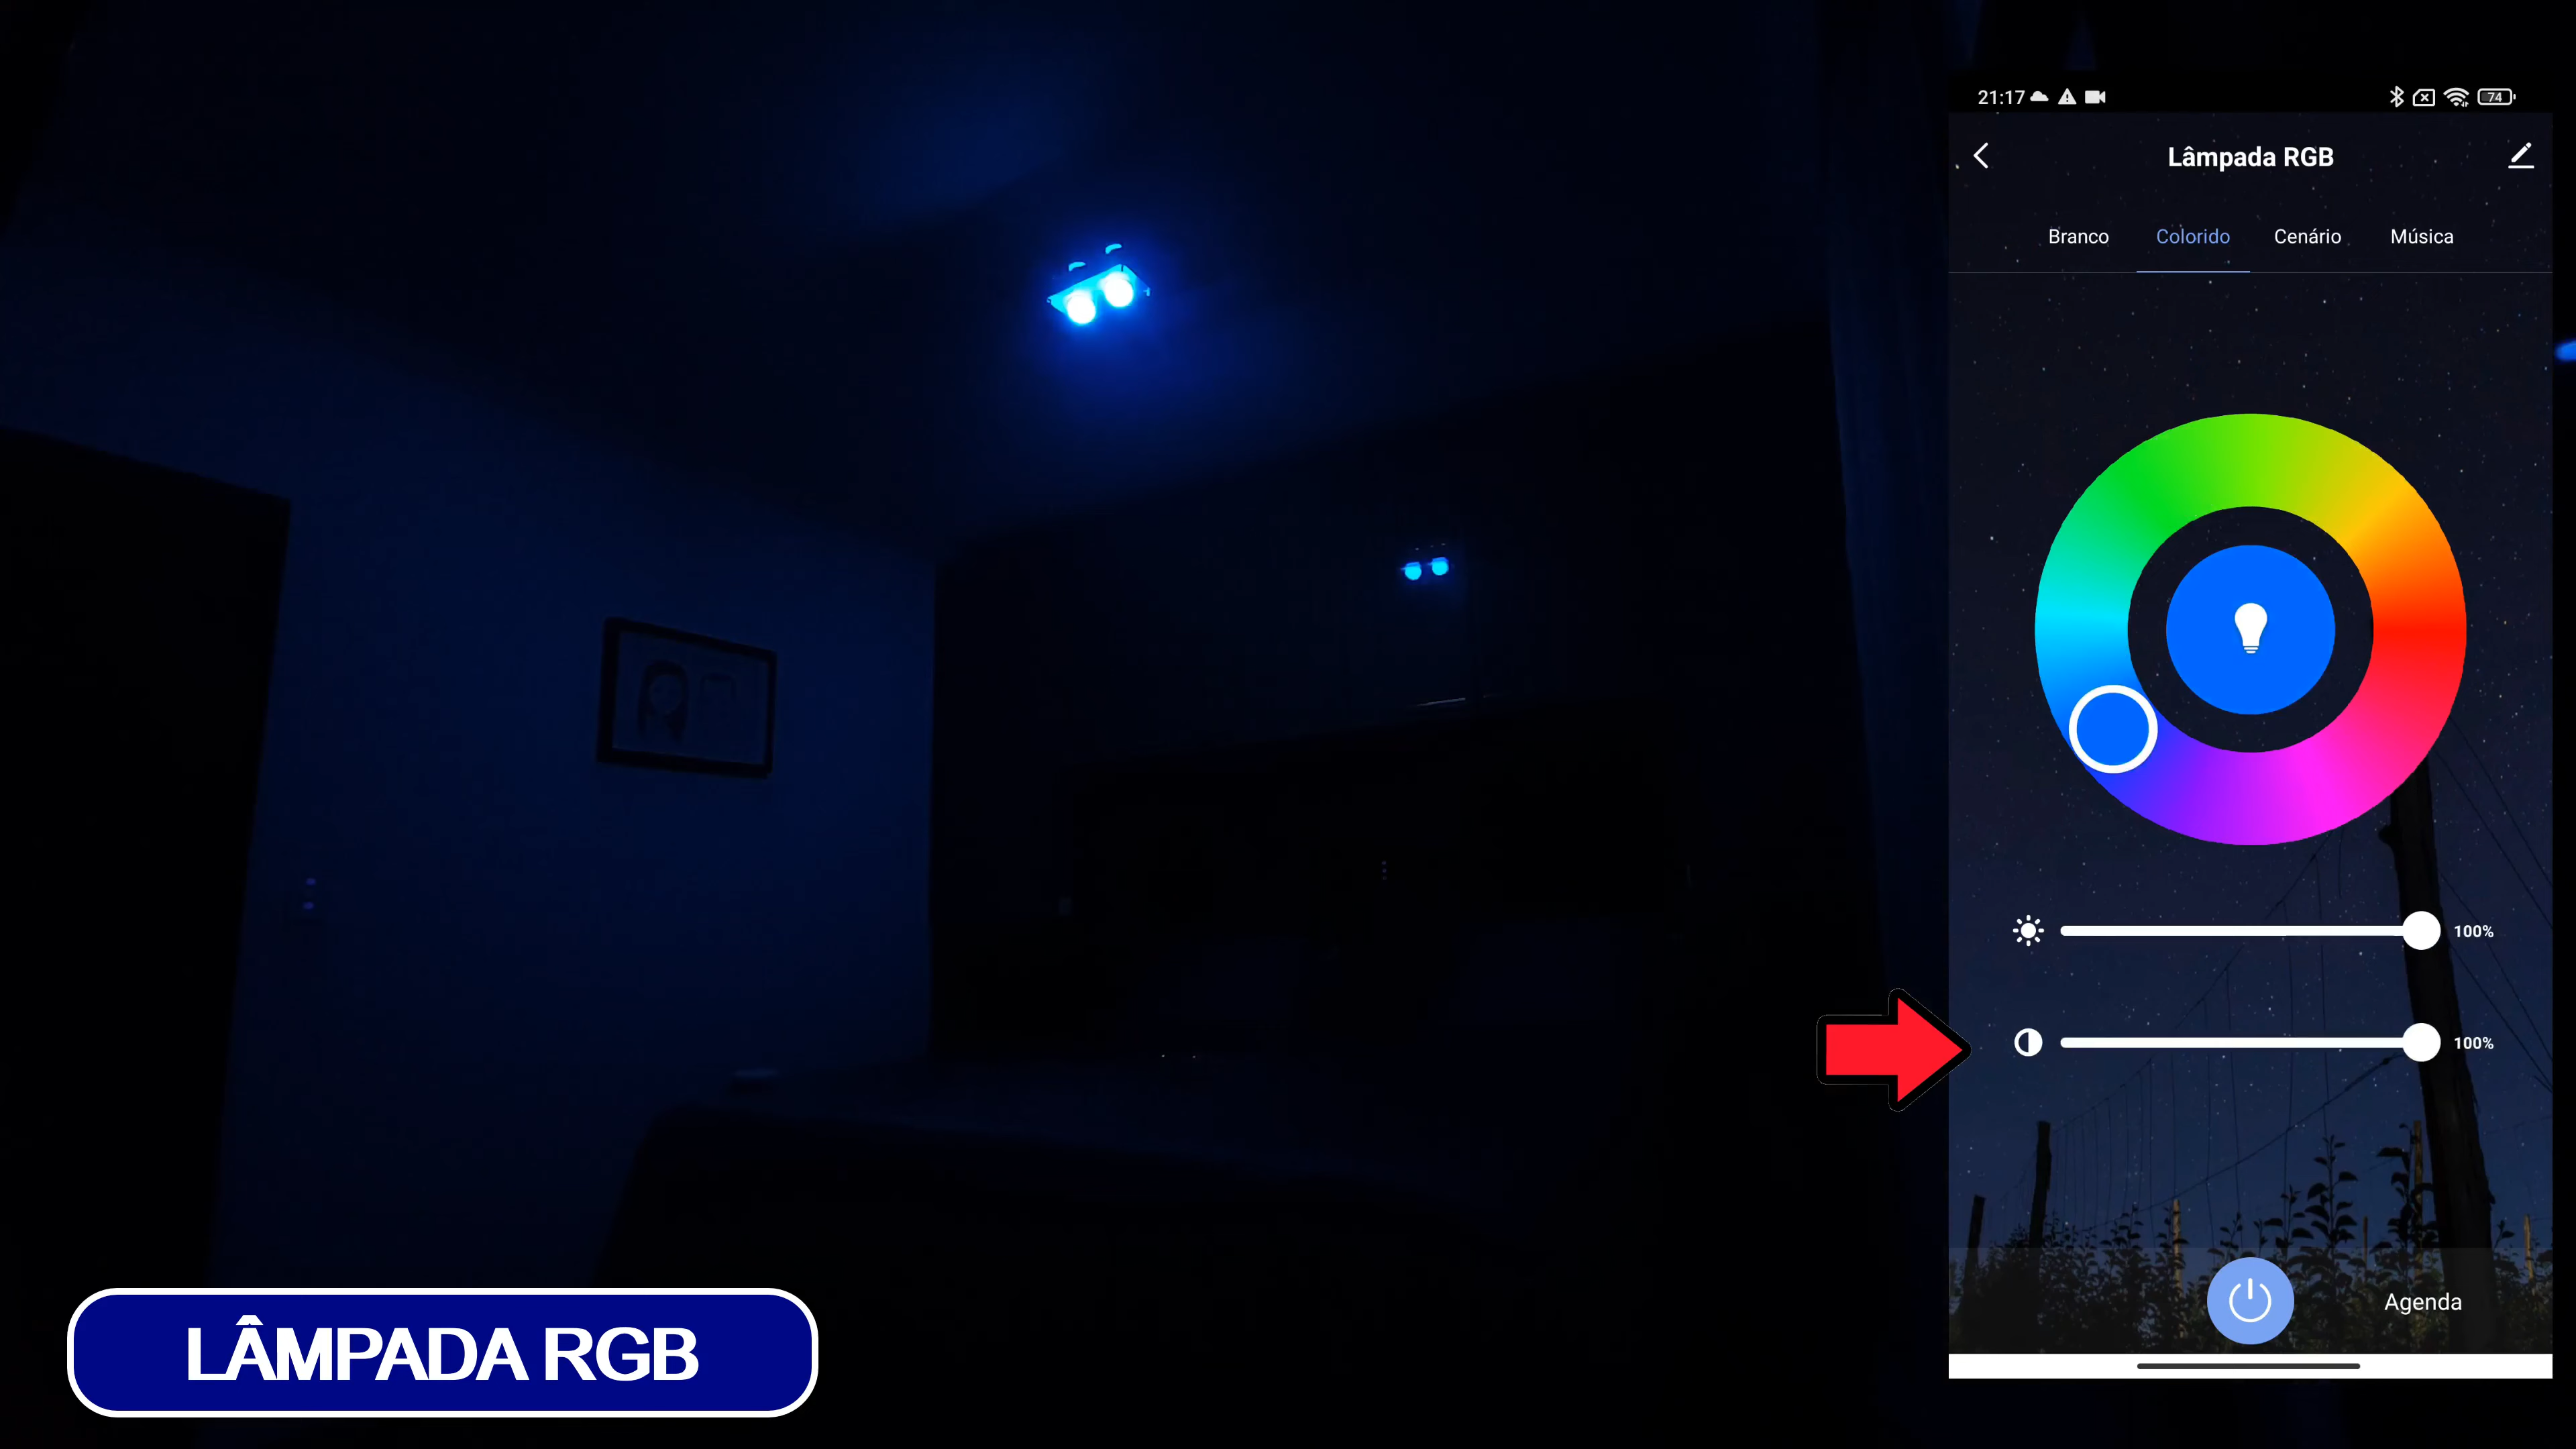 21:17
74
Lâmpada RGB
Branco Colorido Cenário Música
100%
100%
Agenda
LÂMPADA RGB